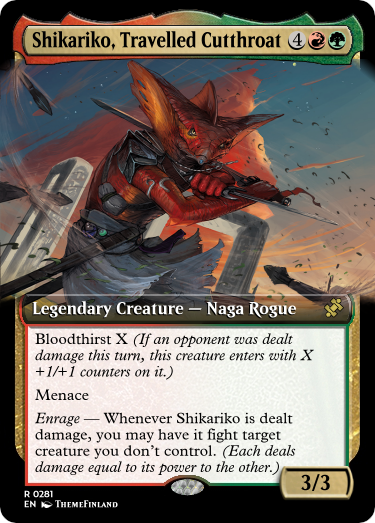 Shikariko, Travelled Cutthroat 4
Legendary Creature — Naga Rogue
Bloodthirst X (If an opponent was dealt
damage this turn, this creature enters with X
+1/+1 counters on it.)
Menace
Enrage — Whenever Shikariko is dealt
damage, you may have it fight target
creature you don't control. (Each deals
damage equal to its power to the other.)
3/3
R 0281
EN ThemeFinland